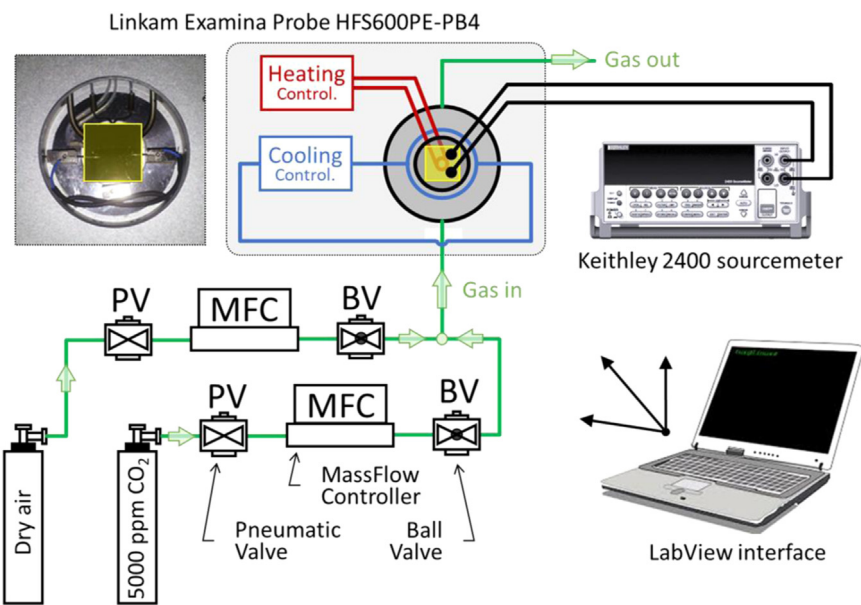 Linkam Examina Probe HFS600PE-PB4
Heating
Control.
Gas out
Cooling
Control.
Keithley 2400 sourcemeter
Gas in
PV
MFC
BV
PV
MFC
BV
Dry air
5000 ppm CO₂
MassFlow
Controller
Pneumatic
Valve
Ball
Valve
LabView interface